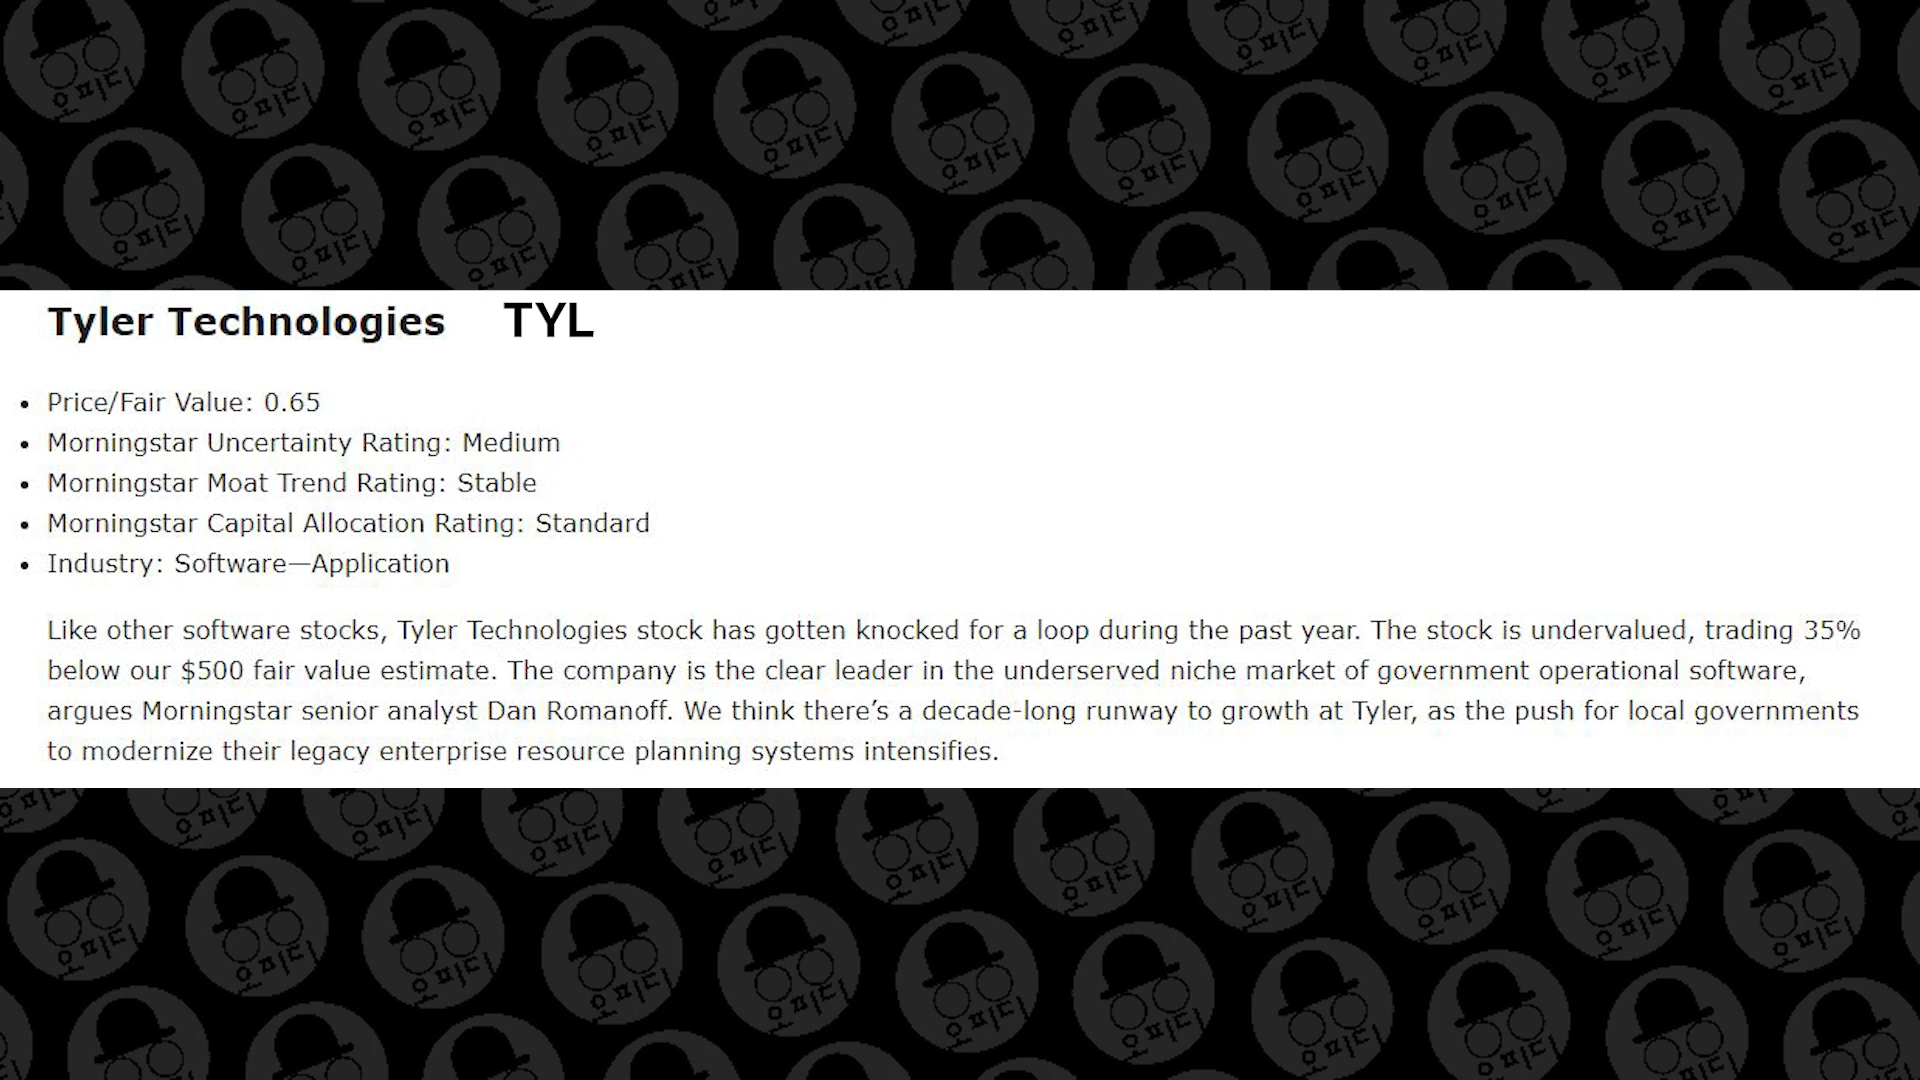 Tyler Technologies TYL
Price/Fair Value: 0.65
Morningstar Uncertainty Rating: Medium
Morningstar Moat Trend Rating: Stable
Morningstar Capital Allocation Rating: Standard
Industry: Software—Application
Like other software stocks, Tyler Technologies stock has gotten knocked for a loop during the past year. The stock is undervalued, trading 35%
below our $500 fair value estimate. The company is the clear leader in the underserved niche market of government operational software,
argues Morningstar senior analyst Dan Romanoff. We think there’s a decade-long runway to growth at Tyler, as the push for local governments
to modernize their legacy enterprise resource planning systems intensifies.